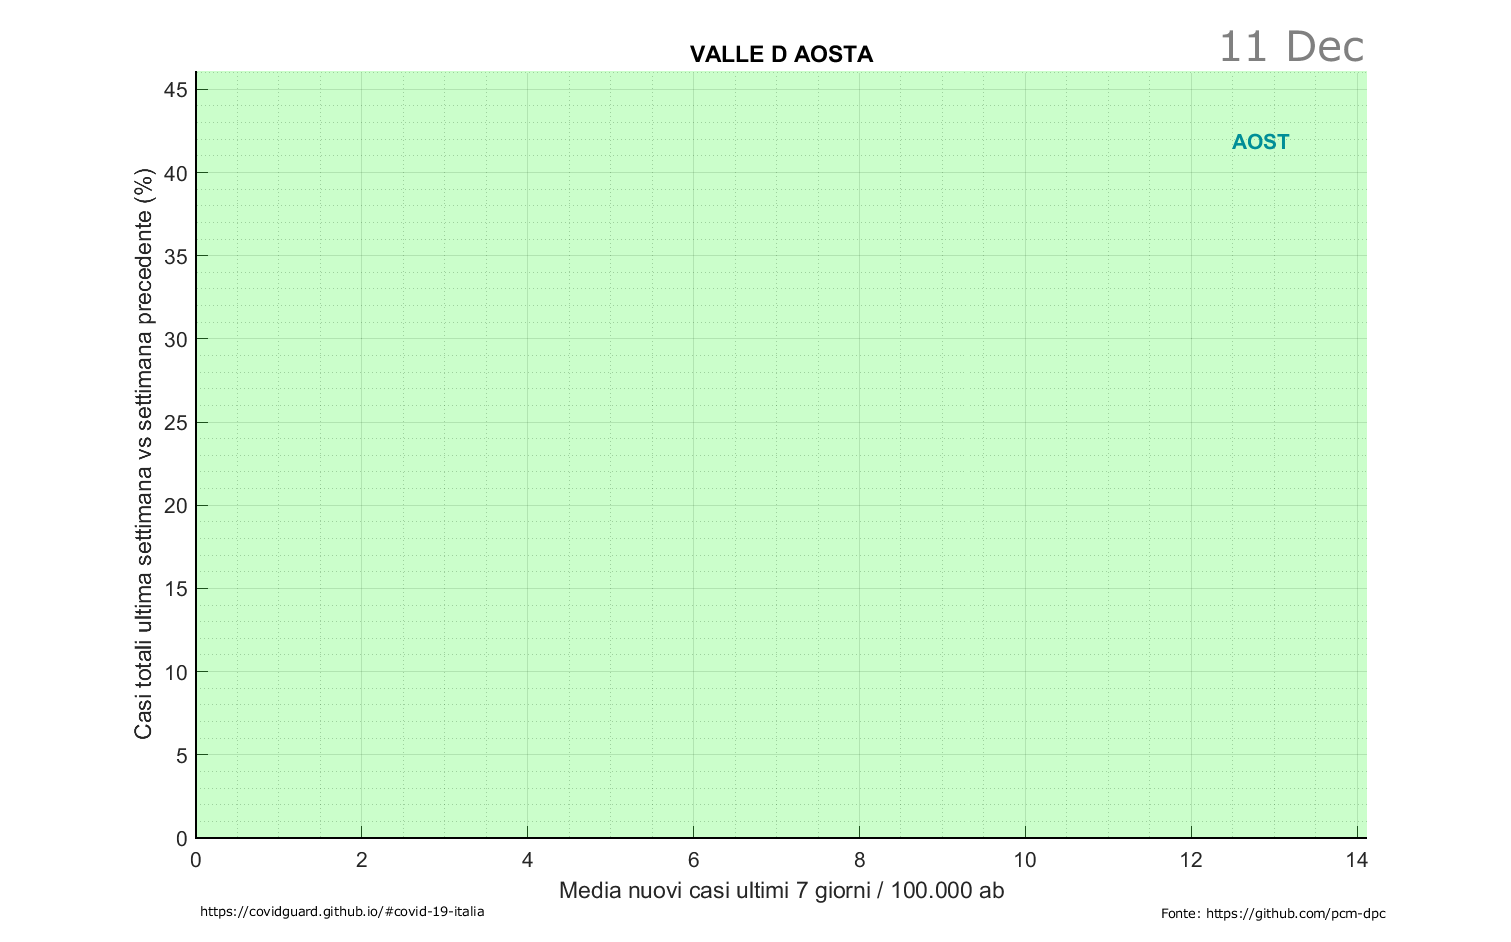 11 Dec
VALLE D AOSTA
45
40
35
30
25
20
15
10
5
0
Casi totali ultima settimana vs settimana precedente (%)
AOST
0 2 4 6 8 10 12 14
Media nuovi casi ultimi 7 giorni / 100.000 ab
https://covidguard.github.io/#covid-19-italia
Fonte: https://github.com/pcm-dpc